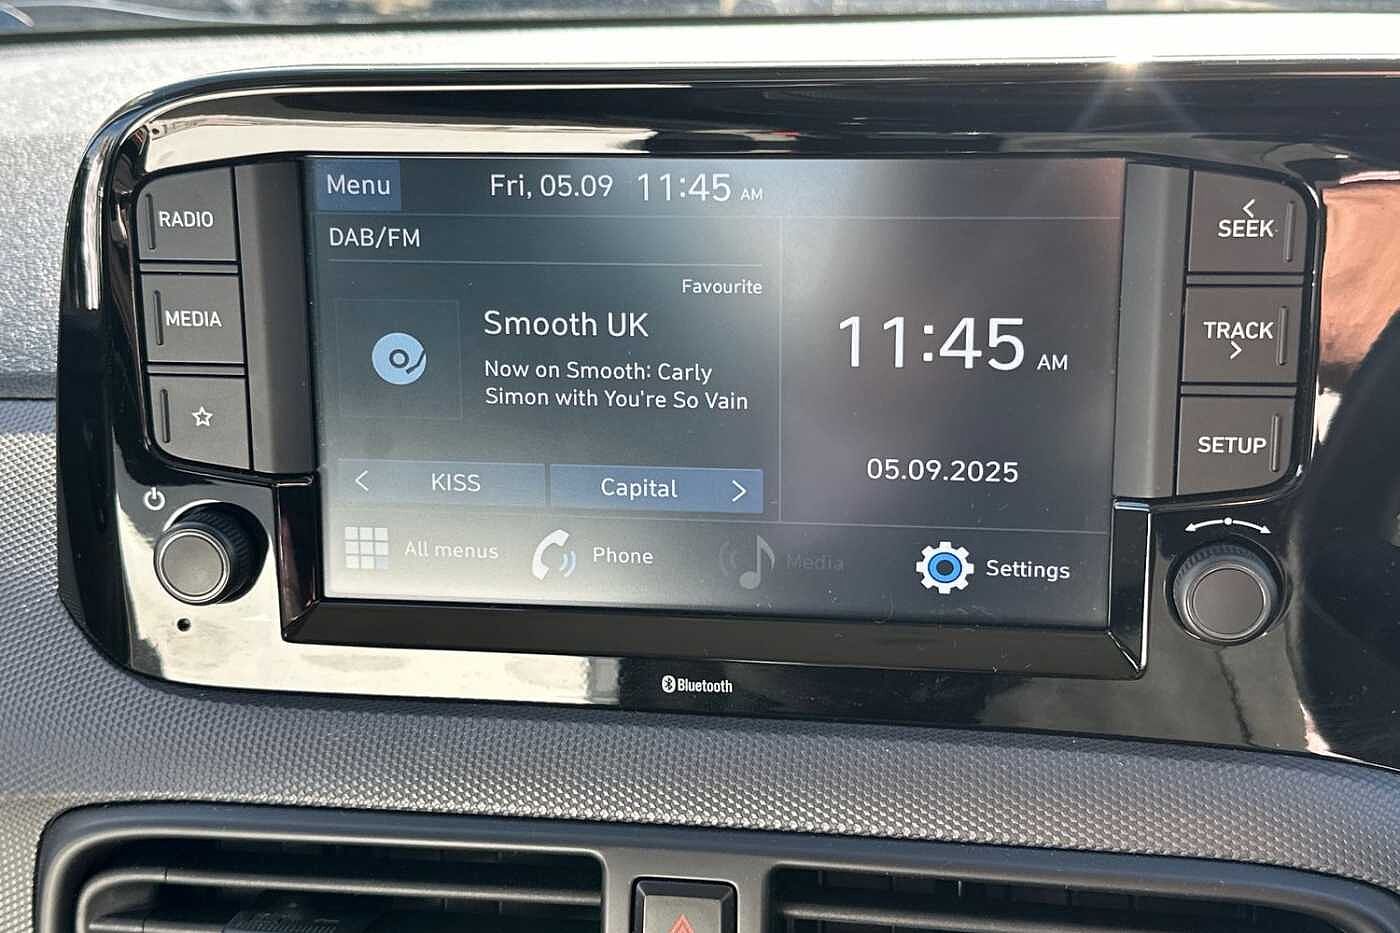 Menu
Fri, 05.09 11:45 AM
DAB/FM
Favourite
Smooth UK
Now on Smooth: Carly
Simon with You're So Vain
< KISS
Capital >
11:45 AM
05.09.2025
All menus
Phone
Media
Settings
RADIO
MEDIA
<
SEEK
TRACK
>
SETUP
Bluetooth